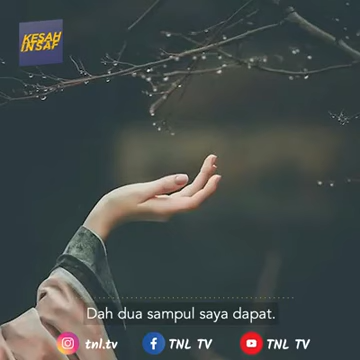 KESAH
INSAF
Dah dua sampul saya dapat.
tnl.tv TNL TV TNL TV